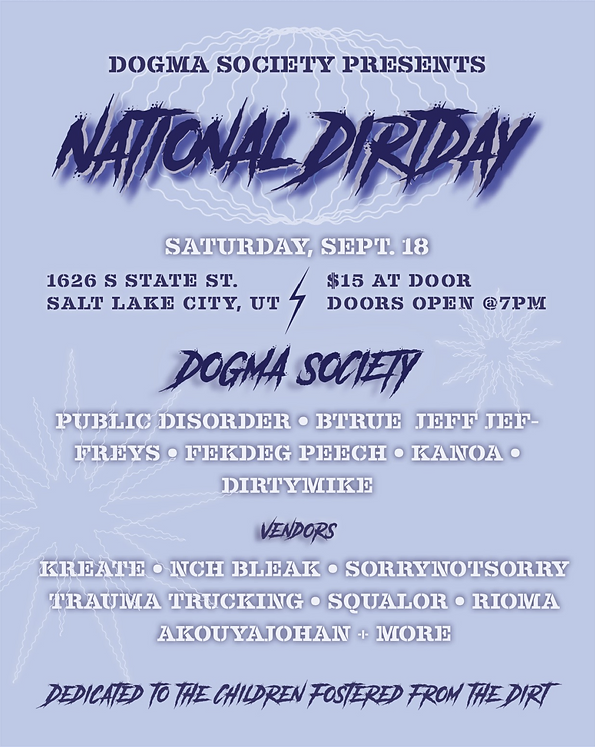 DOGMA SOCIETY PRESENTS
NATIONAL DIRTDAY
SATURDAY, SEPT. 18
1626 S STATE ST.
SALT LAKE CITY, UT
$15 AT DOOR
DOORS OPEN @7PM
DOGMA SOCIETY
PUBLIC DISORDER • BTRUE JEFF JEF-
FREYS • FEKDEG PEECH • KANOA •
DIRTYMIKE
VENDORS
KREATE • NCH BLEAK • SORRYNOTSORRY
TRAUMA TRUCKING • SQUALOR • RIOMA
AKOUYAJOHAN + MORE
DEDICATED TO THE CHILDREN FOSTERED FROM THE DIRT